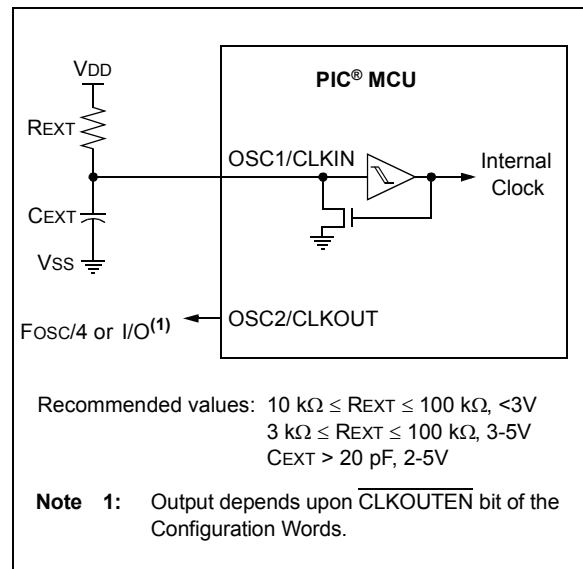 VDD
PIC® MCU
REXT
OSC1/CLKIN
Internal
Clock
CEXT
VSS
OSC2/CLKOUT
FOSC/4 or I/O(1)
Recommended values: 10 kΩ ≤ REXT ≤ 100 kΩ, <3V
3 kΩ ≤ REXT ≤ 100 kΩ, 3-5V
CEXT > 20 pF, 2-5V
Note 1: Output depends upon CLKOUTEN bit of the
Configuration Words.